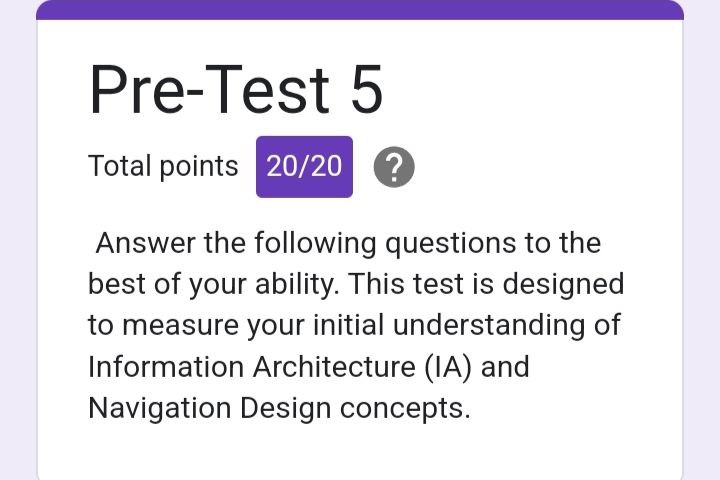 Pre-Test 5
Total points 20/20 ?
Answer the following questions to the
best of your ability. This test is designed
to measure your initial understanding of
Information Architecture (IA) and
Navigation Design concepts.